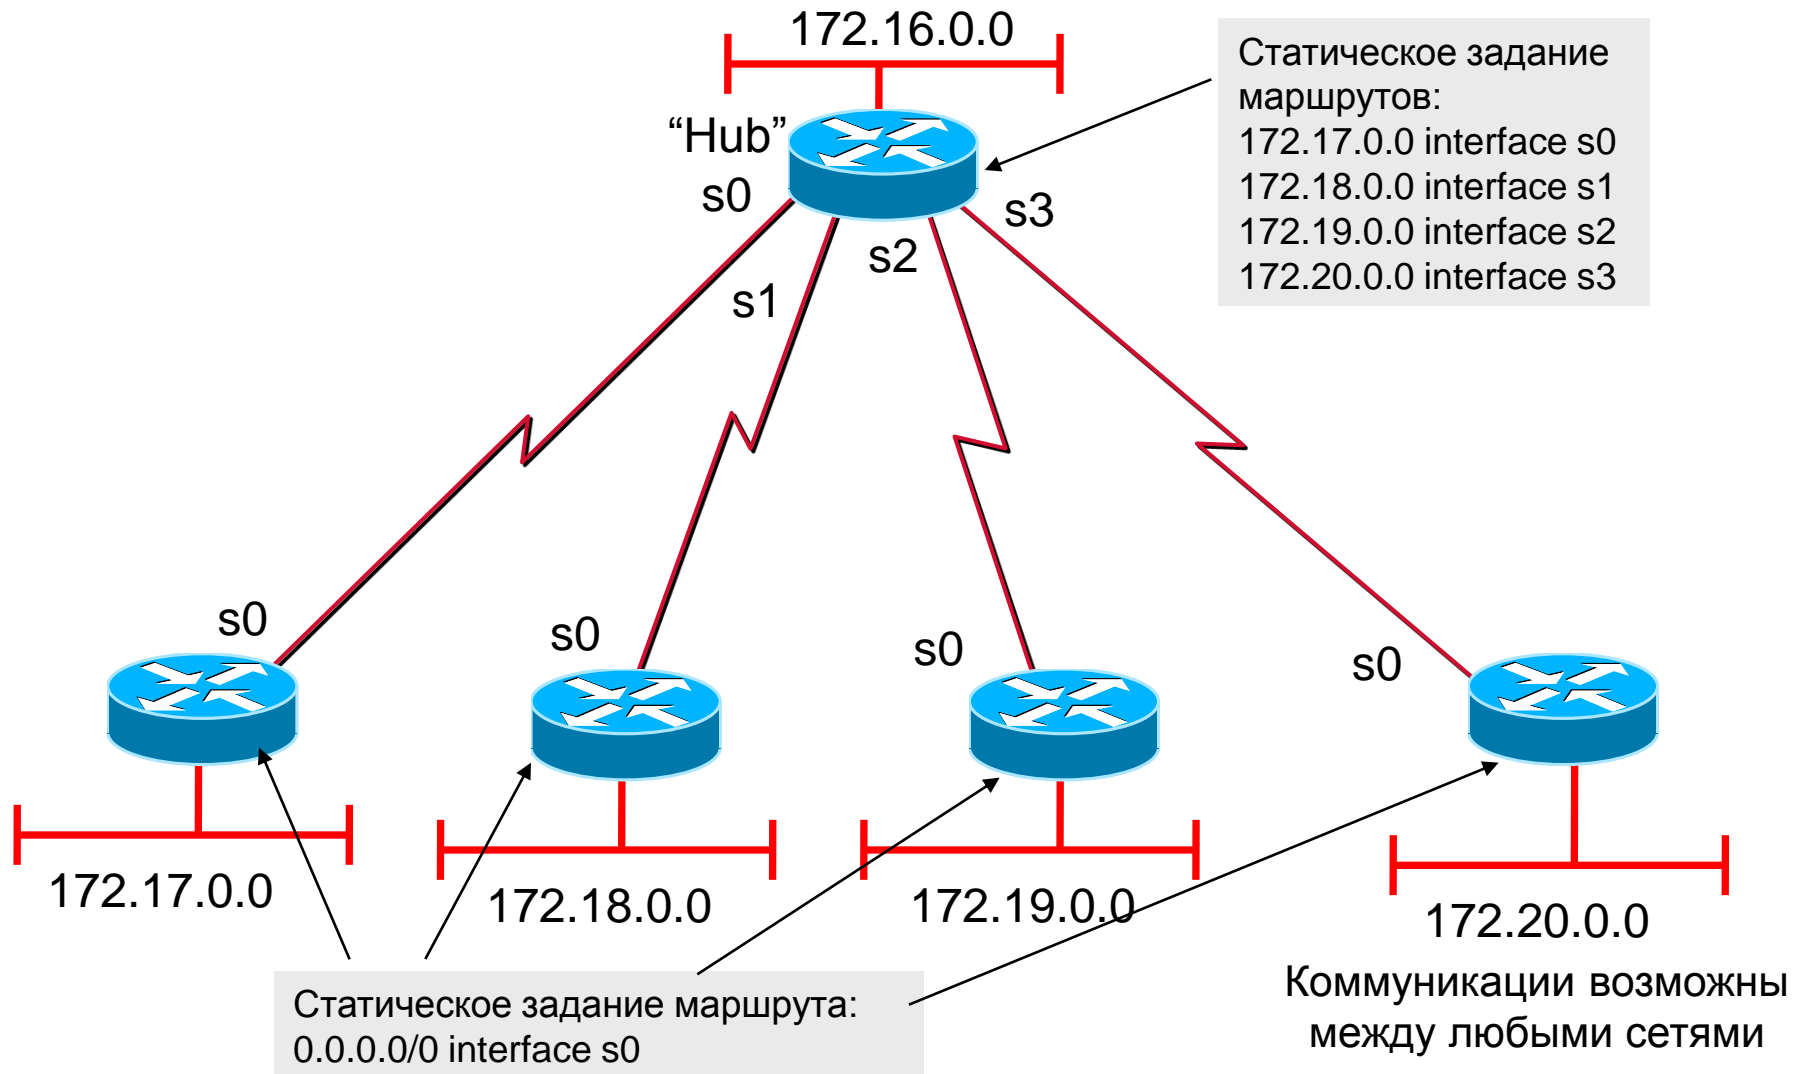 172.16.0.0
Статическое задание
маршрутов:
172.17.0.0 interface s0
172.18.0.0 interface s1
172.19.0.0 interface s2
172.20.0.0 interface s3
“Hub”
s0
s3
s2
s1
s0
s0
s0
s0
172.17.0.0
172.18.0.0
172.19.0.0
172.20.0.0
Статическое задание маршрута:
0.0.0.0/0 interface s0
Коммуникации возможны
между любыми сетями